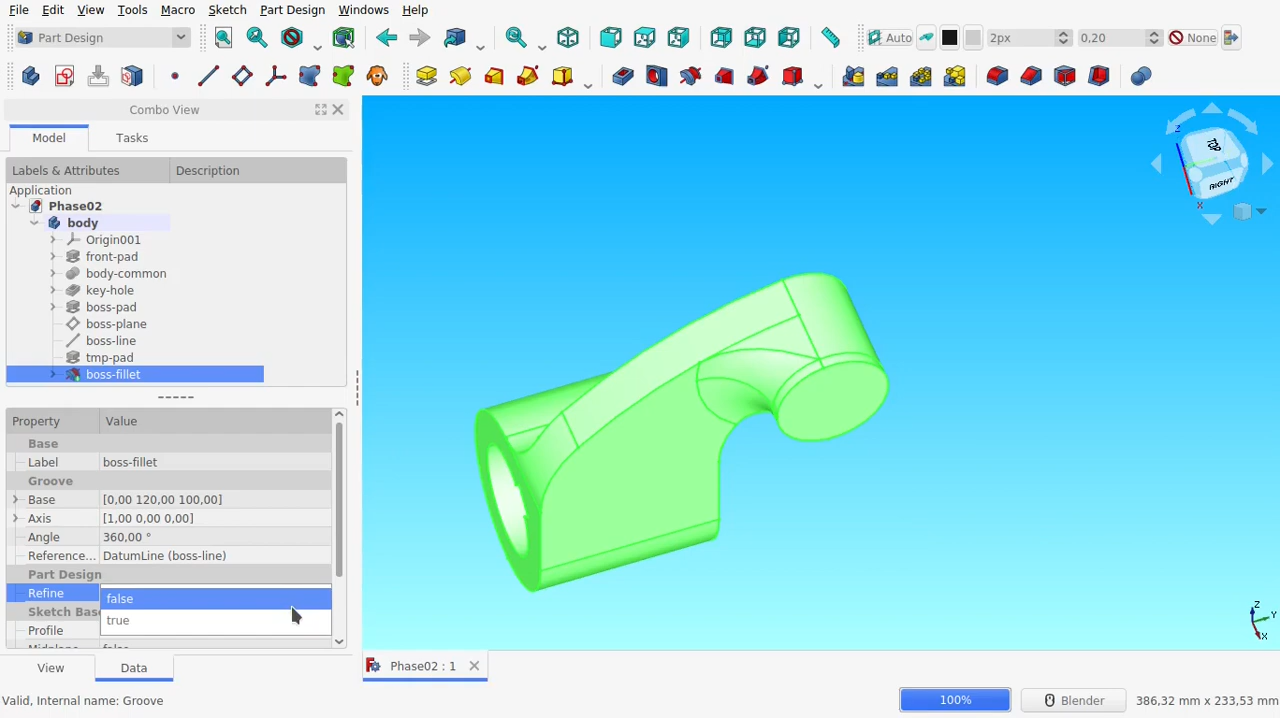 File Edit View Tools Macro Sketch Part Design Windows Help
Part Design Auto 2px 0,20 None
Combo View
Model Tasks
Labels & Attributes Description
Application
Phase02
body
Origin001
front-pad
body-common
key-hole
boss-pad
boss-plane
boss-line
tmp-pad
boss-fillet
Property Value
Base
Label boss-fillet
Groove
Base [0,00 120,00 100,00]
Axis [1,00 0,00 0,00]
Angle 360,00 °
Reference... DatumLine (boss-line)
Part Design
Refine false
Sketch Bas
true
Profile
Midplane false
View Data
Phase02 : 1
Valid, Internal name: Groove 100% Blender 386,32 mm x 233,53 mm
TOP
RIGHT
Z
X
Z
Y
X